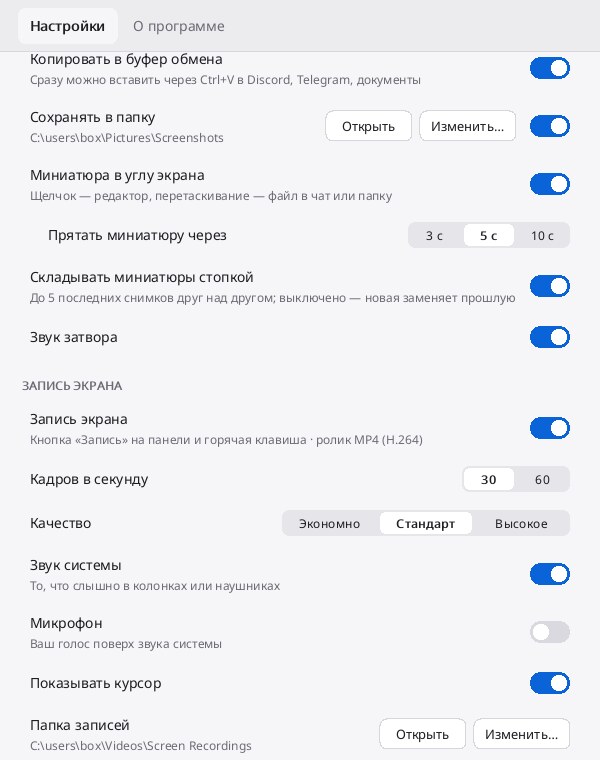 Настройки
О программе
Копировать в буфер обмена
Сразу можно вставить через Ctrl+V в Discord, Telegram, документы
Сохранять в папку
C:\users\box\Pictures\Screenshots
Открыть
Изменить...
Миниатюра в углу экрана
Щелчок — редактор, перетаскивание — файл в чат или папку
Прятать миниатюру через
3 с
5 с
10 с
Складывать миниатюры стопкой
До 5 последних снимков друг над другом; выключено — новая заменяет прошлую
Звук затвора
ЗАПИСЬ ЭКРАНА
Запись экрана
Кнопка «Запись» на панели и горячая клавиша · ролик MP4 (H.264)
Кадров в секунду
30
60
Качество
Экономно
Стандарт
Высокое
Звук системы
То, что слышно в колонках или наушниках
Микрофон
Ваш голос поверх звука системы
Показывать курсор
Папка записей
C:\users\box\Videos\Screen Recordings
Открыть
Изменить...